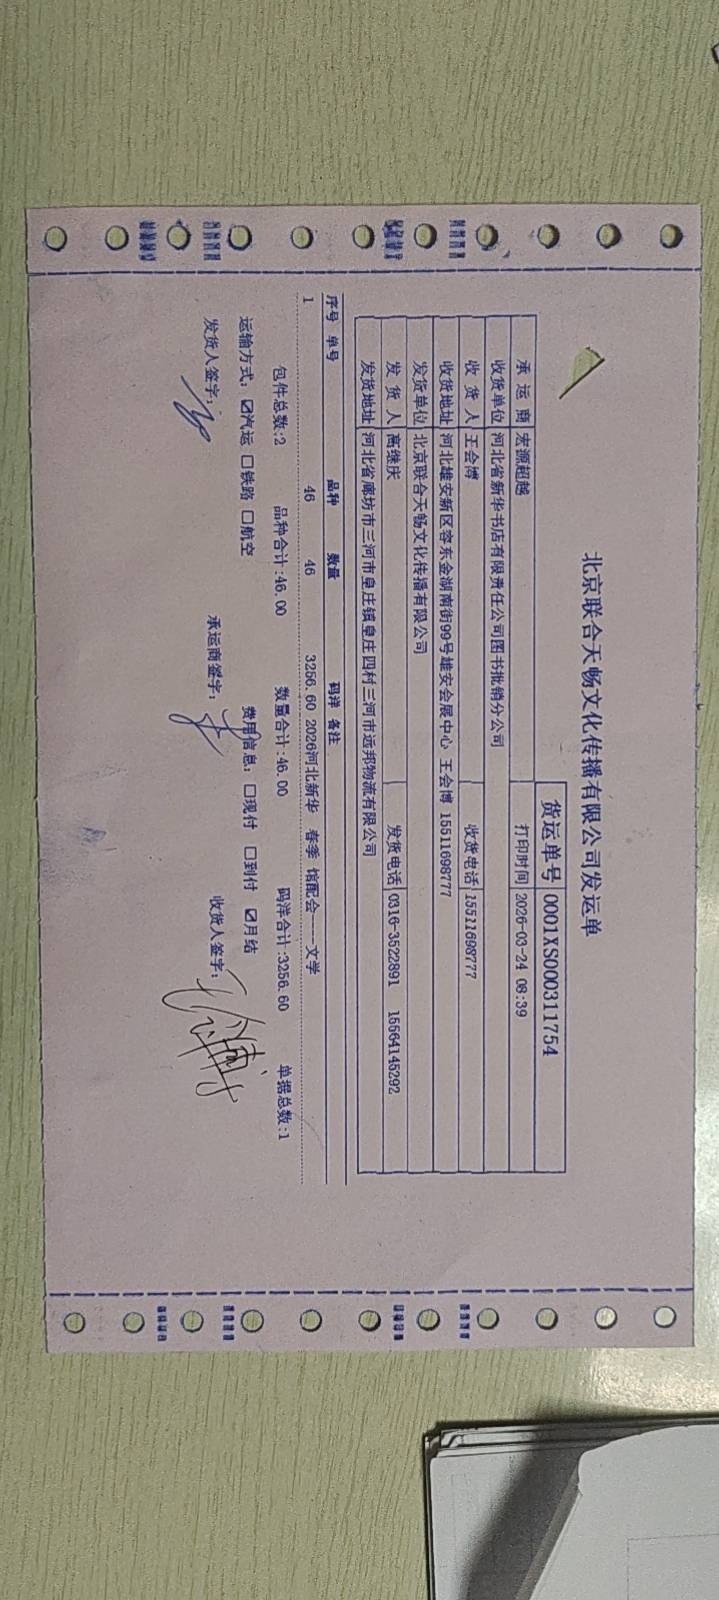 北京联合天畅文化传播有限公司发运单
货运单号 0001XS000311754
承运商 宏源超越 打印时间 2026-03-24 08:39
收货单位 河北省新华书店有限责任公司图书批销分公司
收货人 王会博 收货电话 15511698777
收货地址 河北雄安新区容东金湖南街99号雄安会展中心 王会博 15511698777
发货单位 北京联合天畅文化传播有限公司
发货人 高继庆 发货电话 0316-3522891 15564145292
发货地址 河北省廊坊市三河市皇庄镇皇庄四村三河市远邦物流有限公司
序号 单号 品种 数量 码洋 备注
1 46 46 3256.60 2026河北新华 春季 馆配会——文学
包件总数:2 品种合计:46.00 数量合计:46.00 码洋合计:3256.60 单据总数:1
运输方式: ☑汽运 □铁路 □航空 费用信息: □现付 □到付 ☑月结
发货人签字: 承运商签字: 收货人签字: